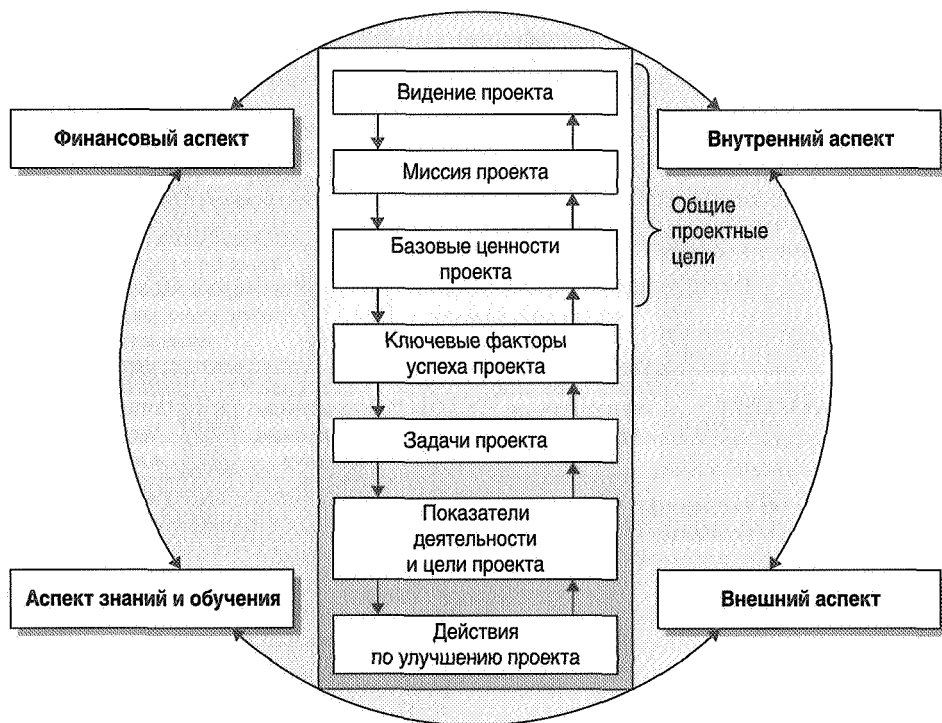 Видение проекта
Финансовый аспект
Внутренний аспект
Миссия проекта
Общие
проектные
цели
Базовые ценности
проекта
Ключевые факторы
успеха проекта
Задачи проекта
Показатели
деятельности
и цели проекта
Аспект знаний и обучения
Внешний аспект
Действия
по улучшению проекта